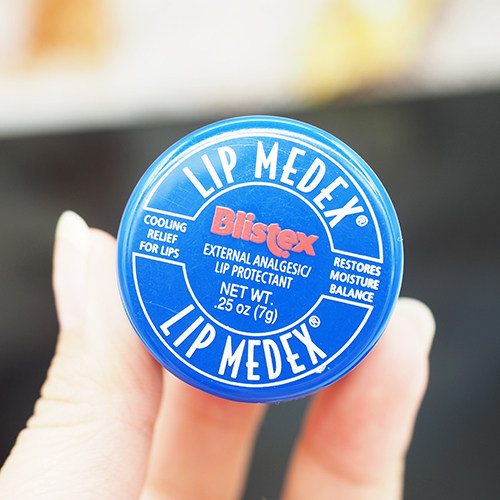 LIP MEDEX®
COOLING
RELIEF
FOR LIPS
Blistex
EXTERNAL ANALGESIC/
LIP PROTECTANT
NET WT.
.25 oz (7g)
RESTORES
MOISTURE
BALANCE
LIP MEDEX®